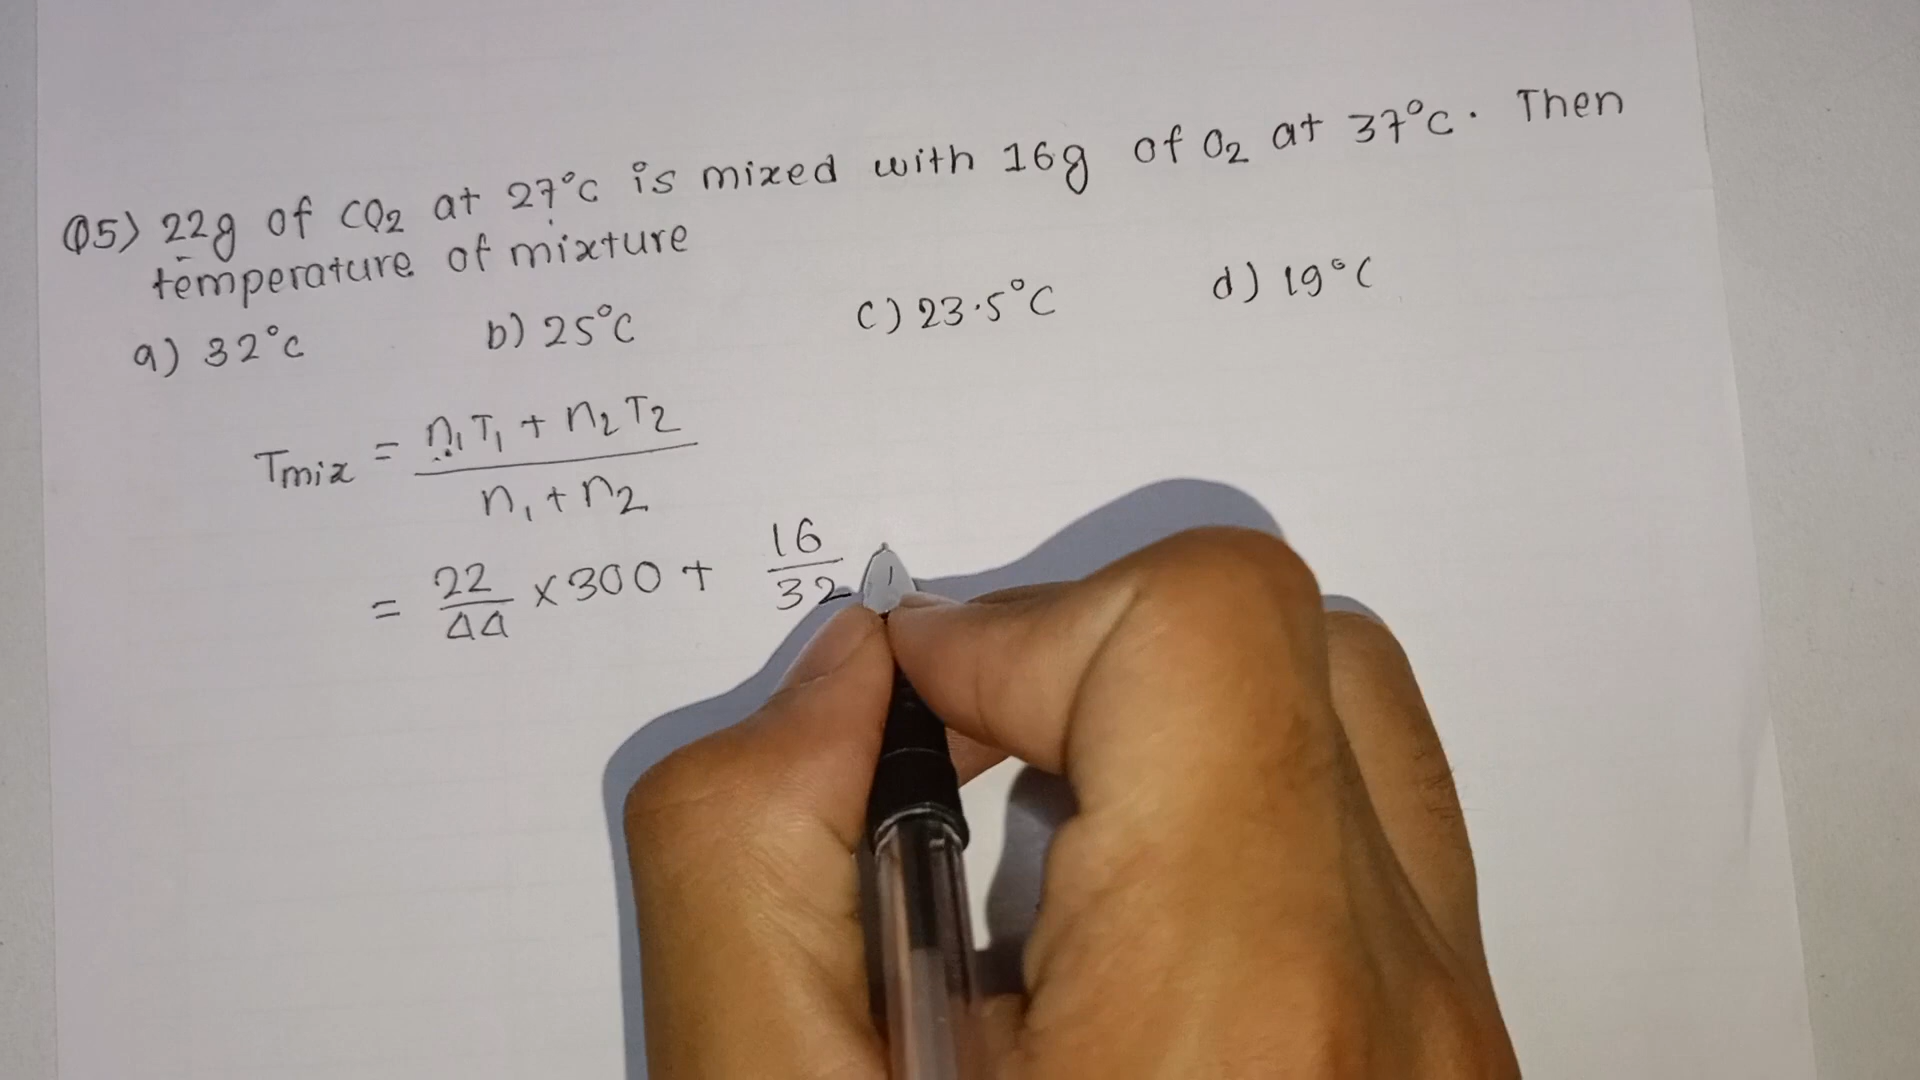 Q5) 22g of CO2 at 27°C is mixed with 16g of O2 at 37°C. Then
temperature of mixture
a) 32°C b) 25°C c) 23.5°C d) 19°C
Tmix = n1T1 + n2T2
n1 + n2
= 22/44 × 300 + 16/32